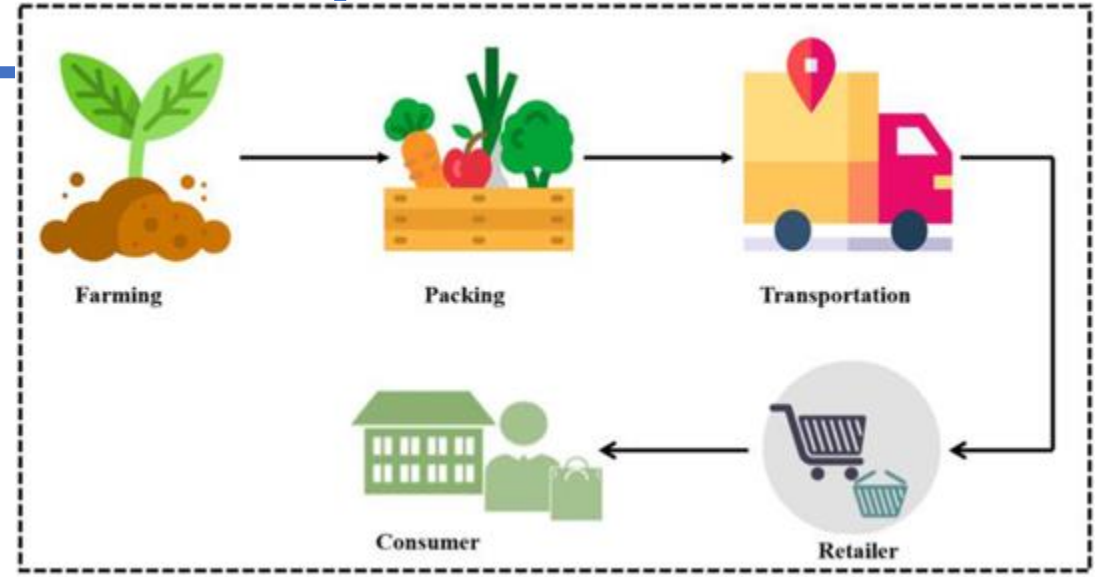 Farming
Packing
Transportation
Consumer
Retailer